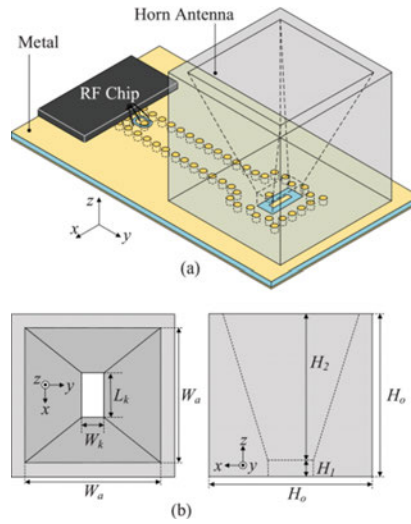 Horn Antenna
Metal
RF Chip
z
x
y
(a)
z
y
x
L_k
W_k
W_a
W_a
H_2
H_1
H_o
z
x
y
H_o
(b)